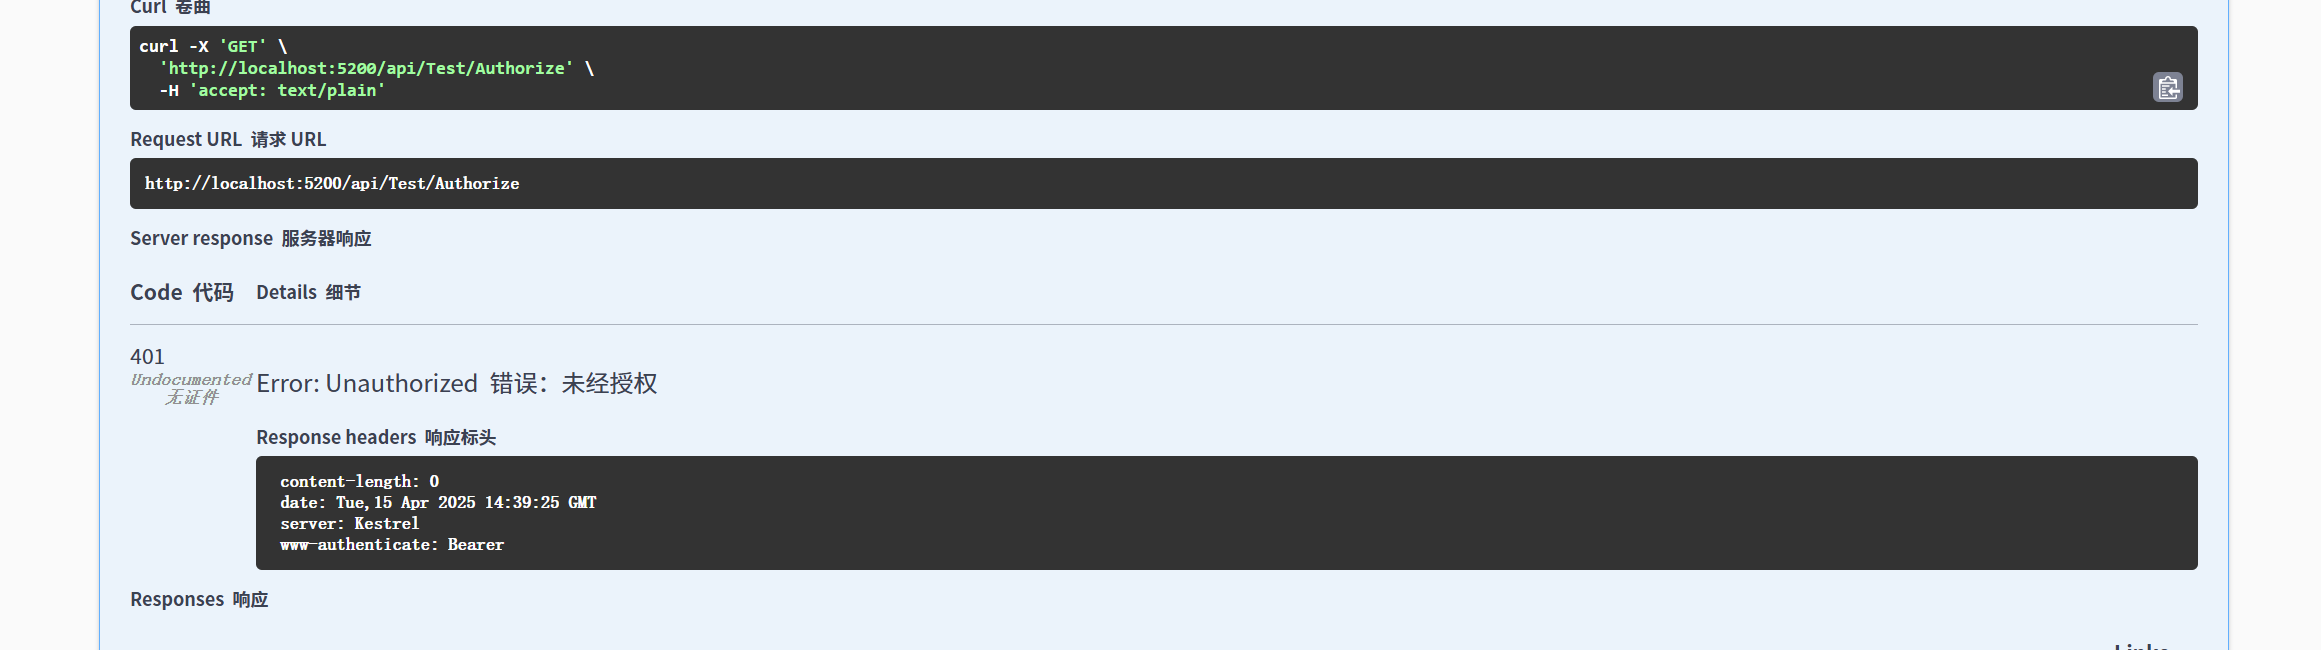 Curl 卷曲
curl -X 'GET' \
'http://localhost:5200/api/Test/Authorize' \
-H 'accept: text/plain'
Request URL 请求 URL
http://localhost:5200/api/Test/Authorize
Server response 服务器响应
Code 代码 Details 细节
401
Undocumented
无证件
Error: Unauthorized 错误：未经授权
Response headers 响应标头
content-length: 0
date: Tue,15 Apr 2025 14:39:25 GMT
server: Kestrel
www-authenticate: Bearer
Responses 响应
Links